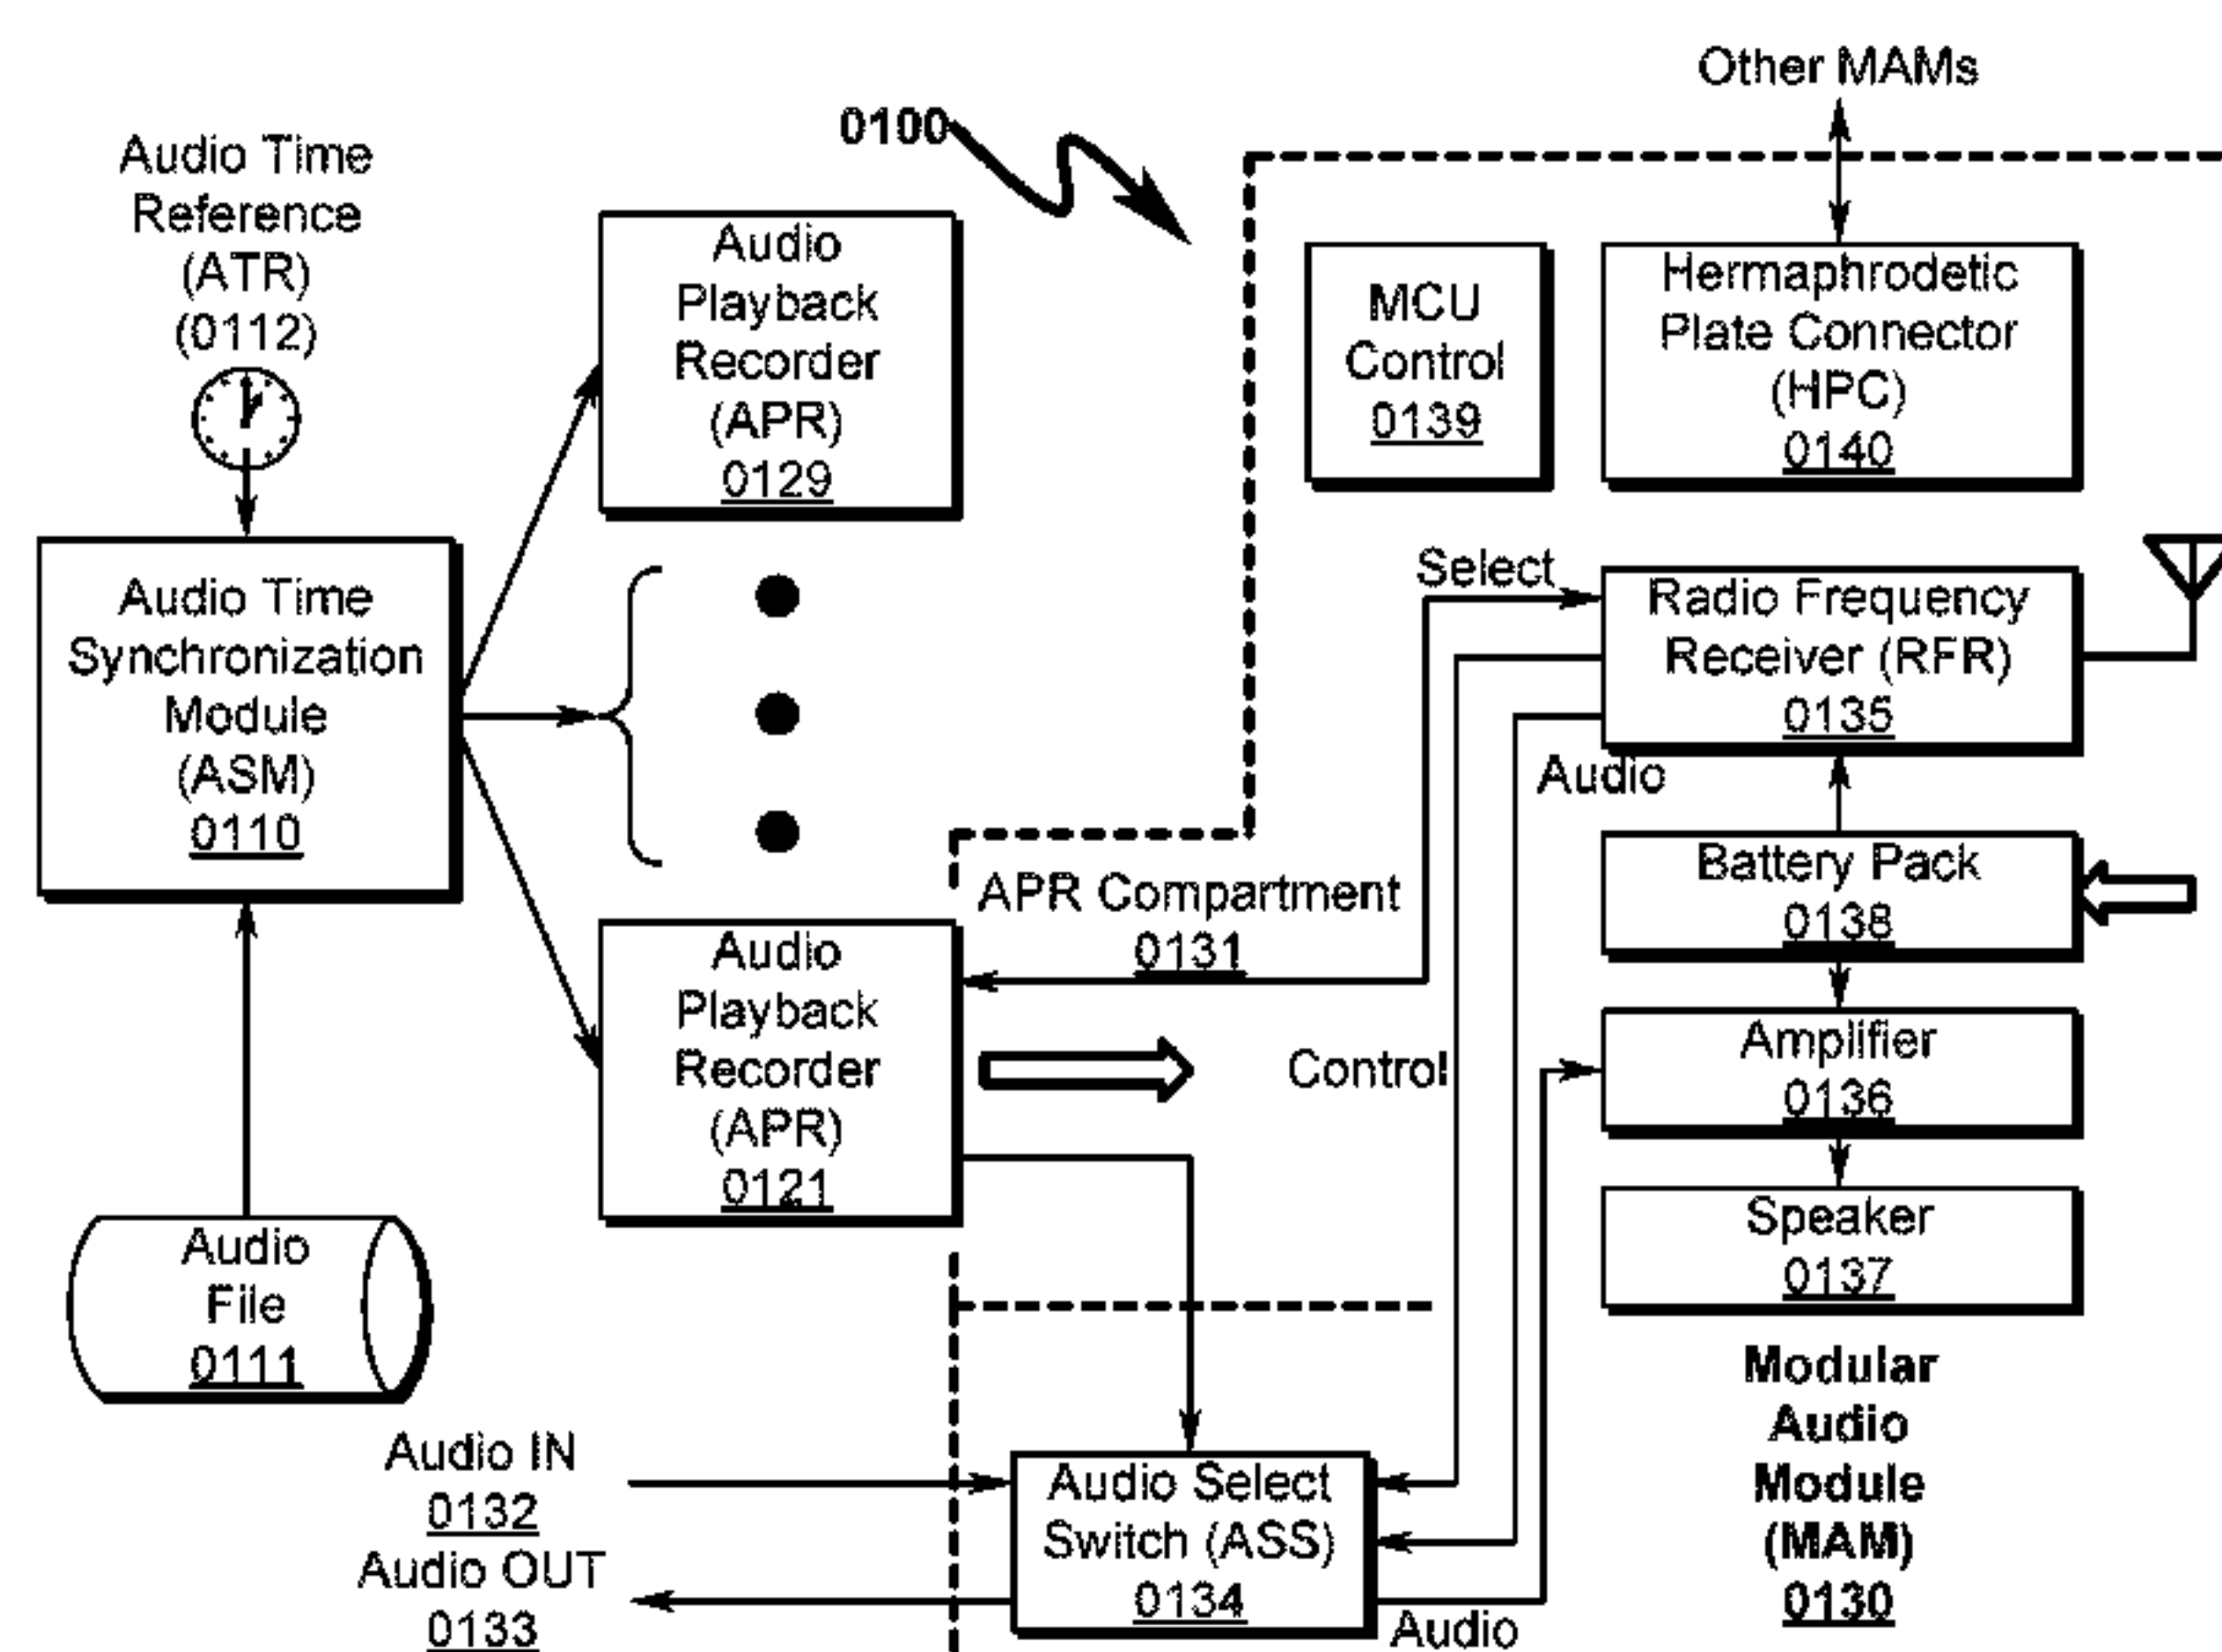 Other MAMs
0100
Audio Time
Reference
(ATR)
(0112)
Audio
Playback
Recorder
(APR)
0129
MCU
Control
0139
Hermaphrodetic
Plate Connector
(HPC)
0140
Audio Time
Synchronization
Module
(ASM)
0110
Select
Radio Frequency
Receiver (RFR)
0135
Audio
Battery Pack
0138
APR Compartment
0131
Audio
Playback
Recorder
(APR)
0121
Control
Amplifier
0136
Speaker
0137
Audio
File
0111
Modular
Audio
Module
(MAM)
0130
Audio IN
0132
Audio OUT
0133
Audio Select
Switch (ASS)
0134
Audio